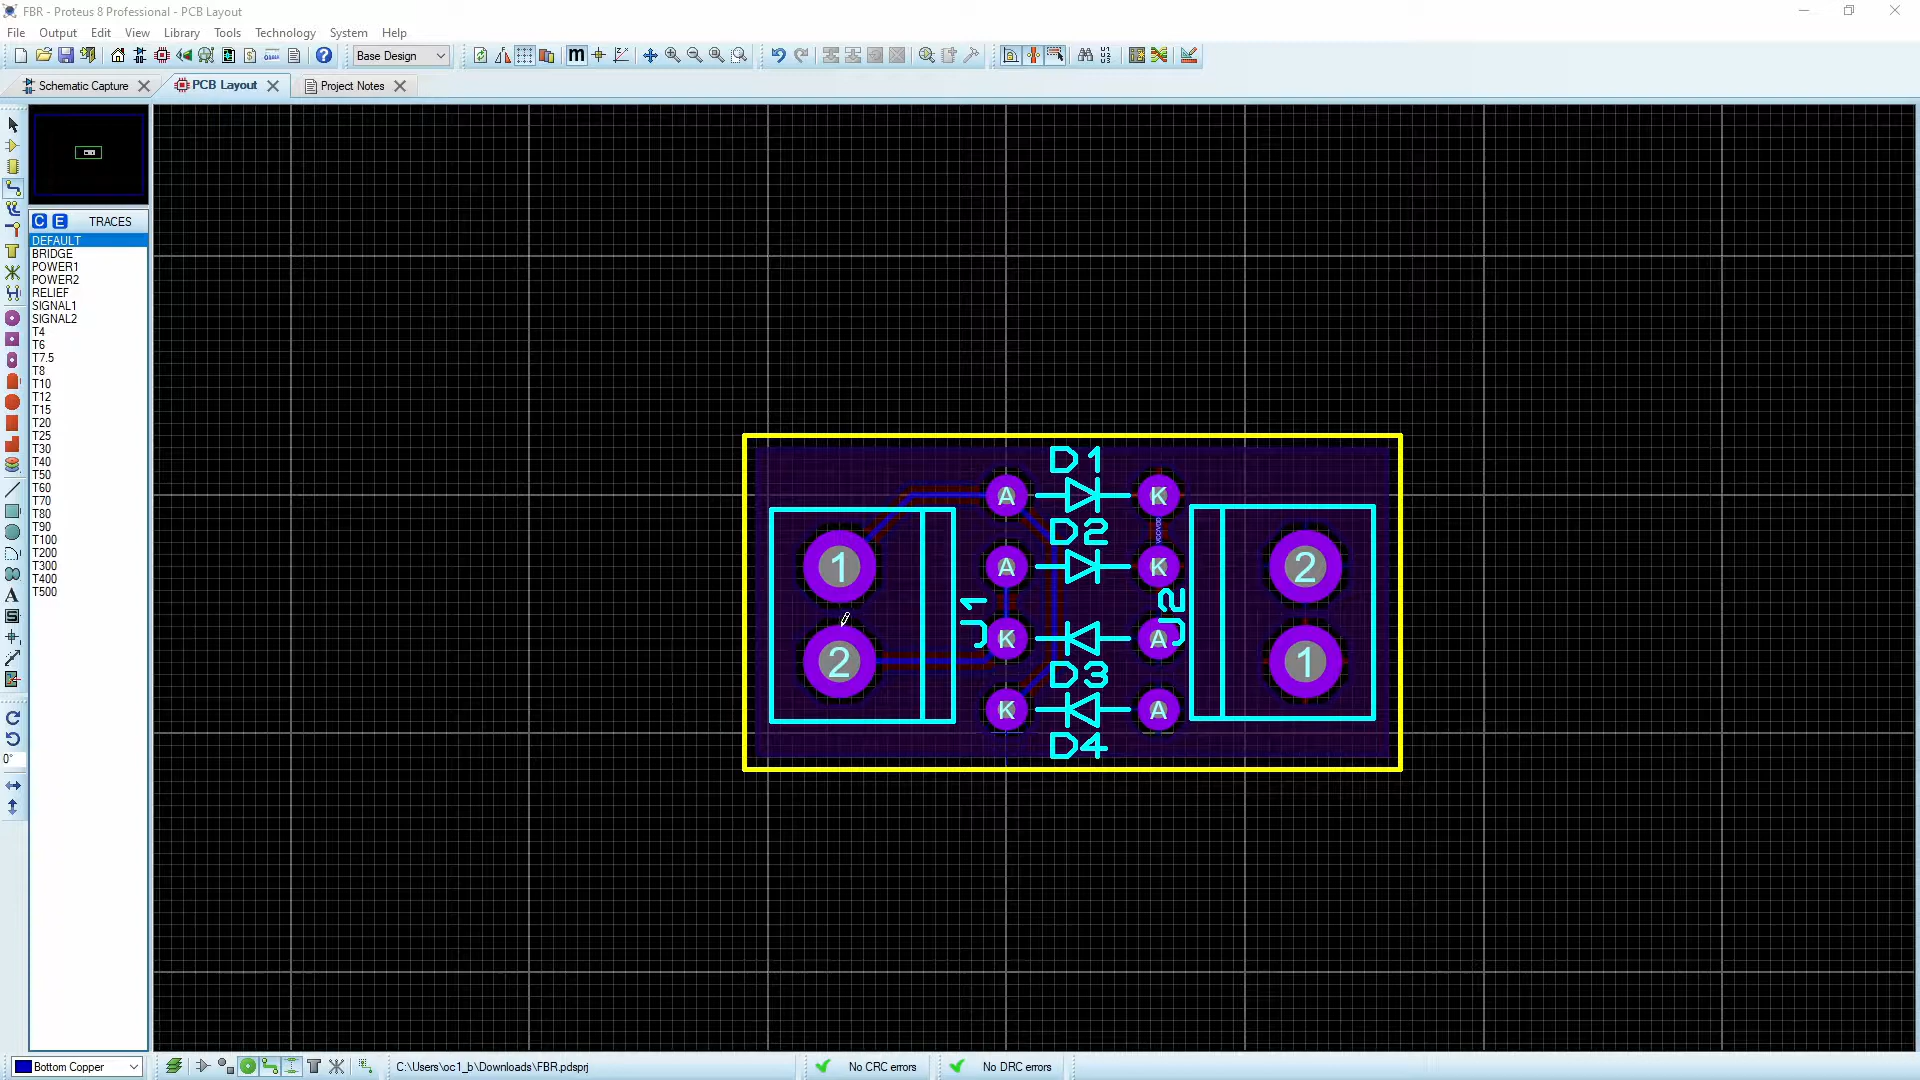 FBR - Proteus 8 Professional - PCB Layout
File Output Edit View Library Tools Technology System Help
Base Design
Schematic Capture
PCB Layout
Project Notes
C E TRACES
DEFAULT
BRIDGE
POWER1
POWER2
RELIEF
SIGNAL1
SIGNAL2
T4
T6
T7.5
T8
T10
T12
T15
T20
T25
T30
T40
T50
T60
T70
T80
T90
T100
T200
T300
T400
T500
0°
D1
A K
D2
1 A K 2
J1 J2
K A
2 1
D3
K A
D4
Bottom Copper
C:\Users\oc1_b\Downloads\FBR.pdsprj
No CRC errors
No DRC errors